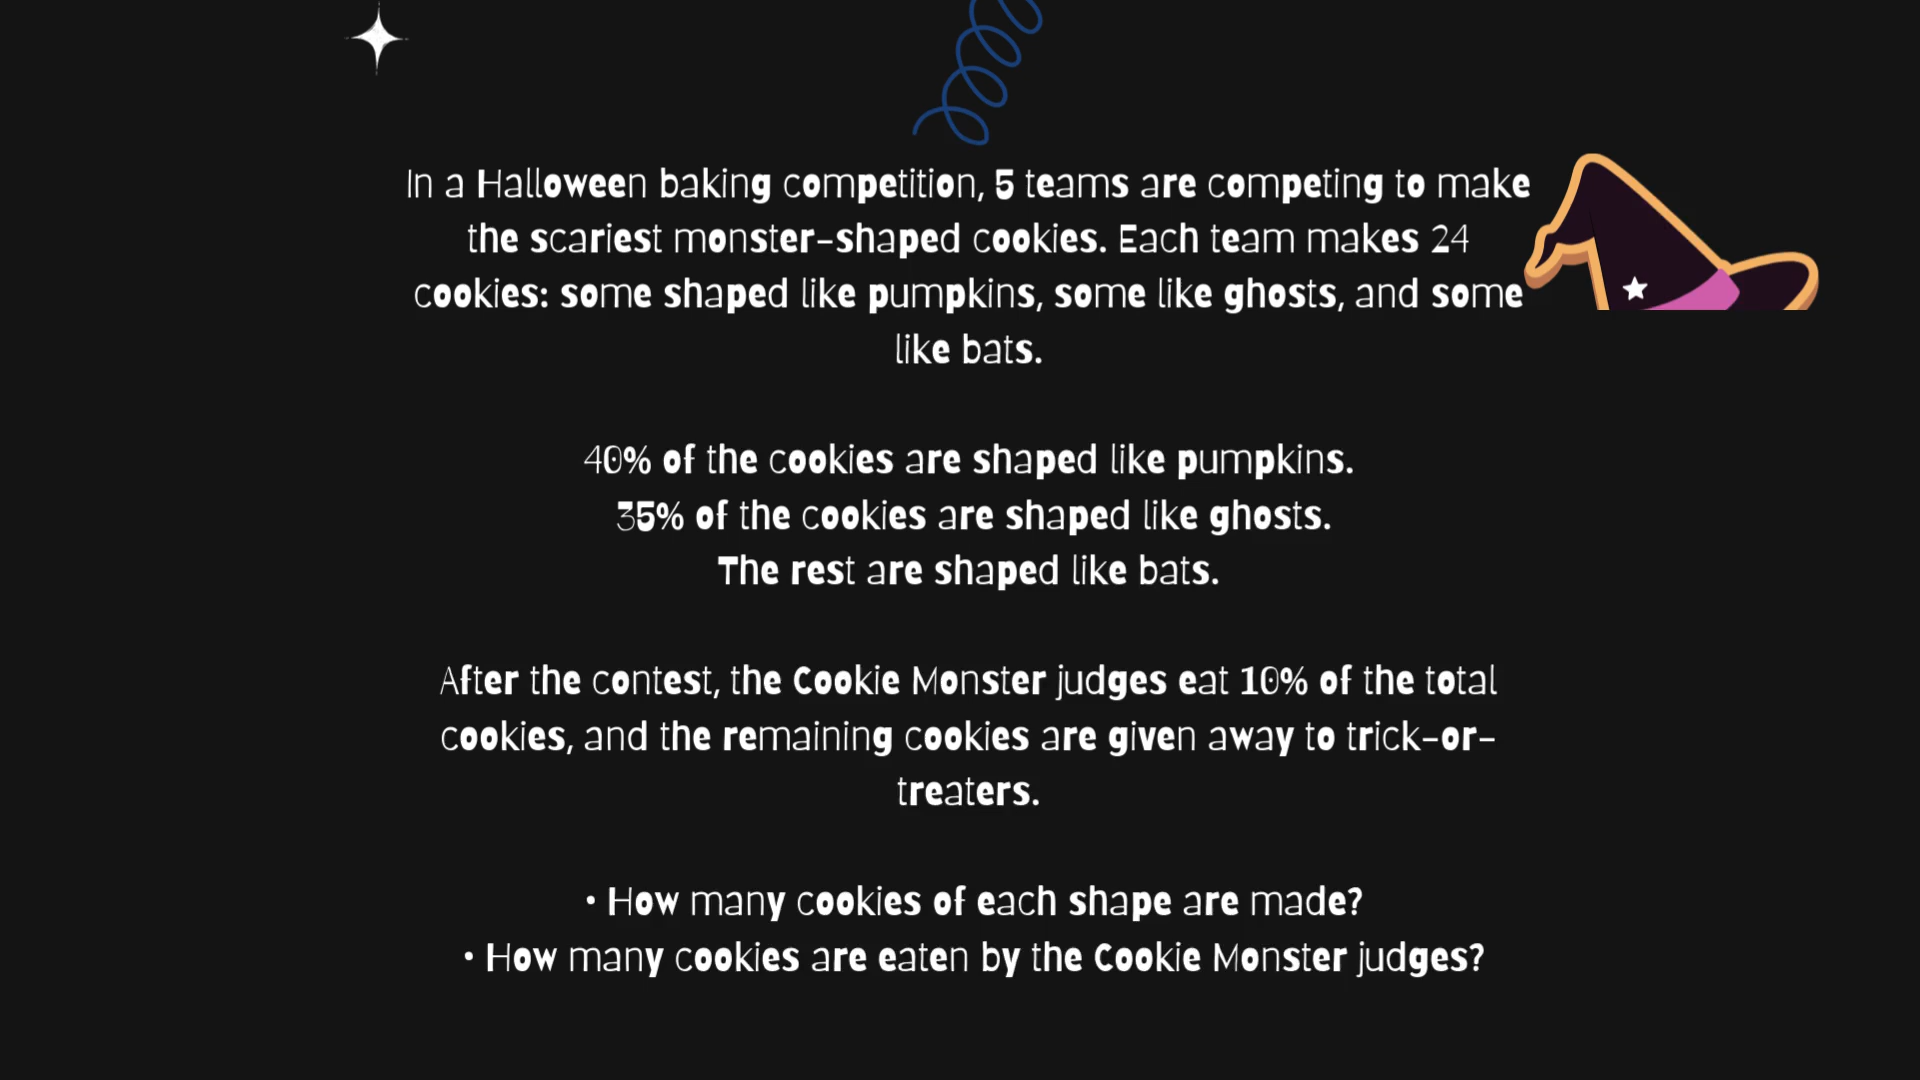 In a Halloween baking competition, 5 teams are competing to make
the scariest monster-shaped cookies. Each team makes 24
cookies: some shaped like pumpkins, some like ghosts, and some
like bats.
40% of the cookies are shaped like pumpkins.
35% of the cookies are shaped like ghosts.
The rest are shaped like bats.
After the contest, the Cookie Monster judges eat 10% of the total
cookies, and the remaining cookies are given away to trick-or-
treaters.
• How many cookies of each shape are made?
• How many cookies are eaten by the Cookie Monster judges?